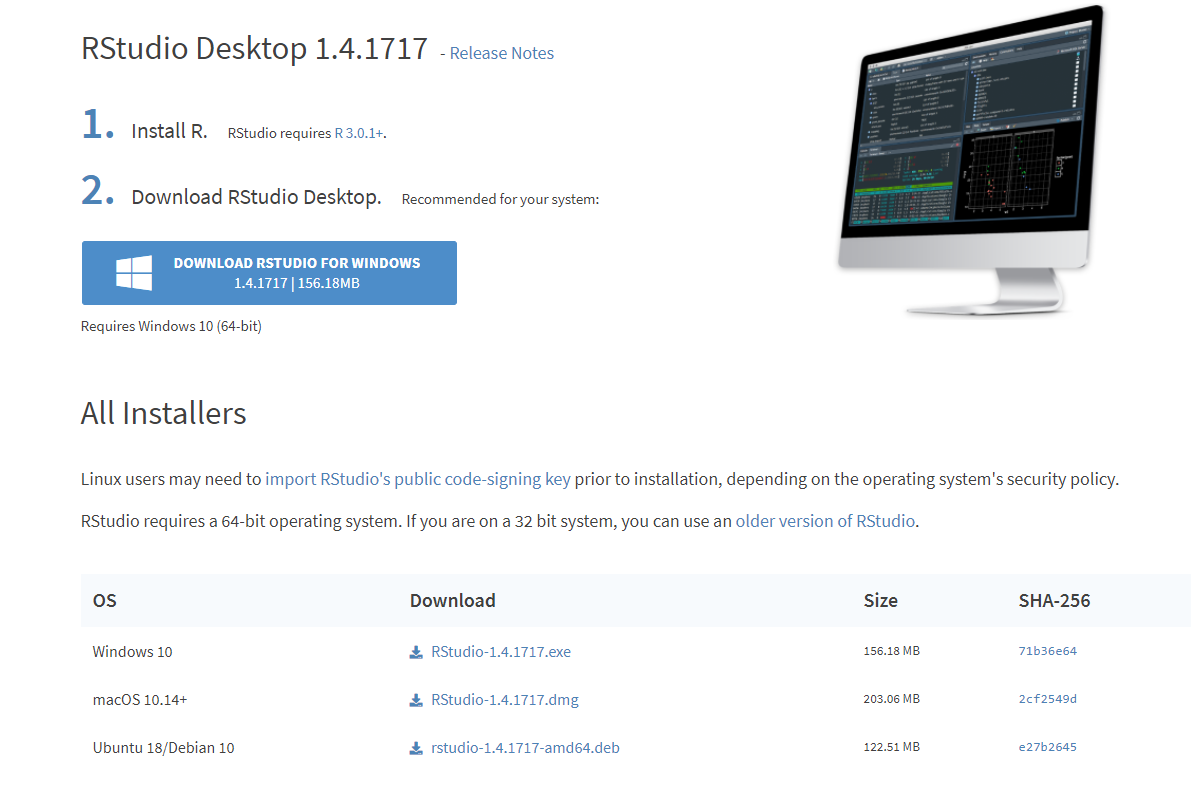 RStudio Desktop 1.4.1717 - Release Notes
1. Install R. RStudio requires R 3.0.1+.
2. Download RStudio Desktop. Recommended for your system:
DOWNLOAD RSTUDIO FOR WINDOWS
1.4.1717 | 156.18MB
Requires Windows 10 (64-bit)
All Installers
Linux users may need to import RStudio's public code-signing key prior to installation, depending on the operating system's security policy.
RStudio requires a 64-bit operating system. If you are on a 32 bit system, you can use an older version of RStudio.
OS Download Size SHA-256
Windows 10 RStudio-1.4.1717.exe 156.18 MB 71b36e64
macOS 10.14+ RStudio-1.4.1717.dmg 203.06 MB 2cf2549d
Ubuntu 18/Debian 10 rstudio-1.4.1717-amd64.deb 122.51 MB e27b2645